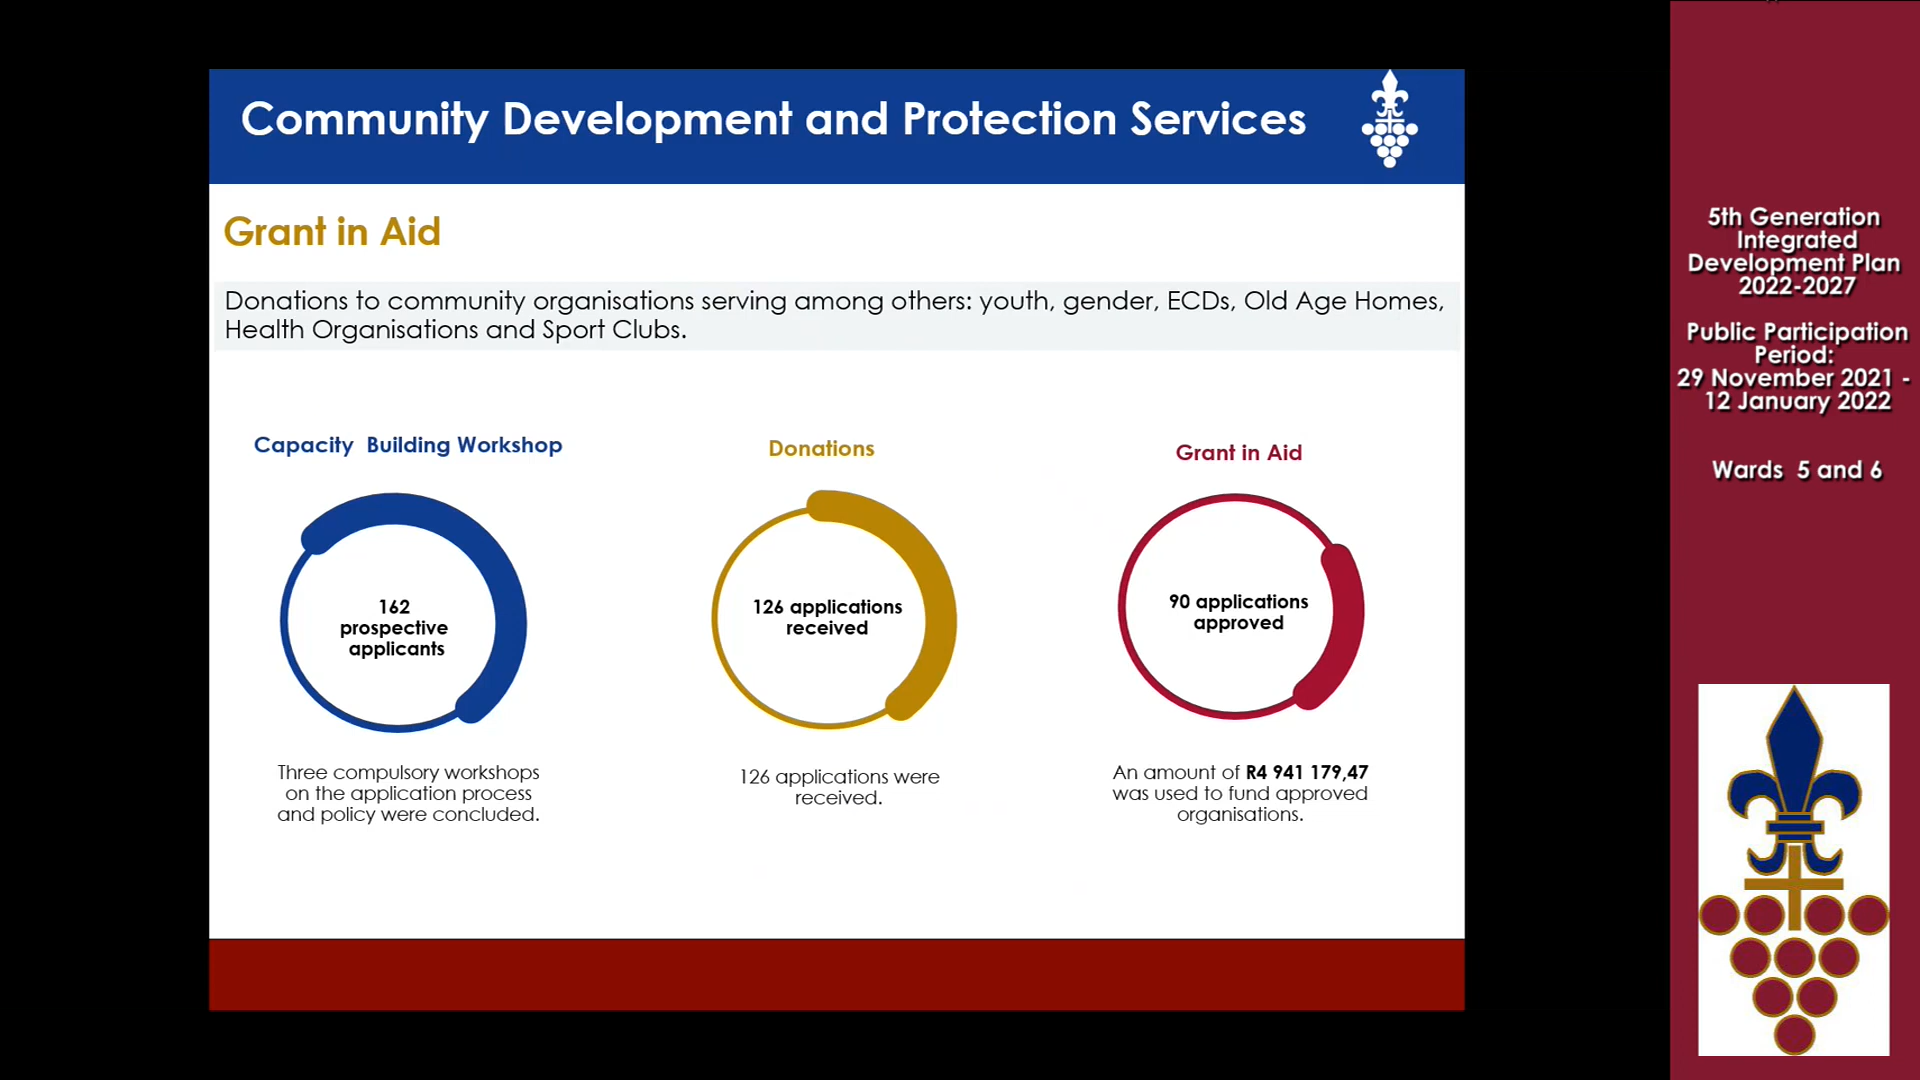 Community Development and Protection Services
Grant in Aid
Donations to community organisations serving among others: youth, gender, ECDs, Old Age Homes,
Health Organisations and Sport Clubs.
Capacity Building Workshop
162
prospective
applicants
Three compulsory workshops
on the application process
and policy were concluded.
Donations
126 applications
received
126 applications were
received.
Grant in Aid
90 applications
approved
An amount of R4 941 179,47
was used to fund approved
organisations.
5th Generation
Integrated
Development Plan
2022-2027
Public Participation
Period:
29 November 2021 -
12 January 2022
Wards 5 and 6